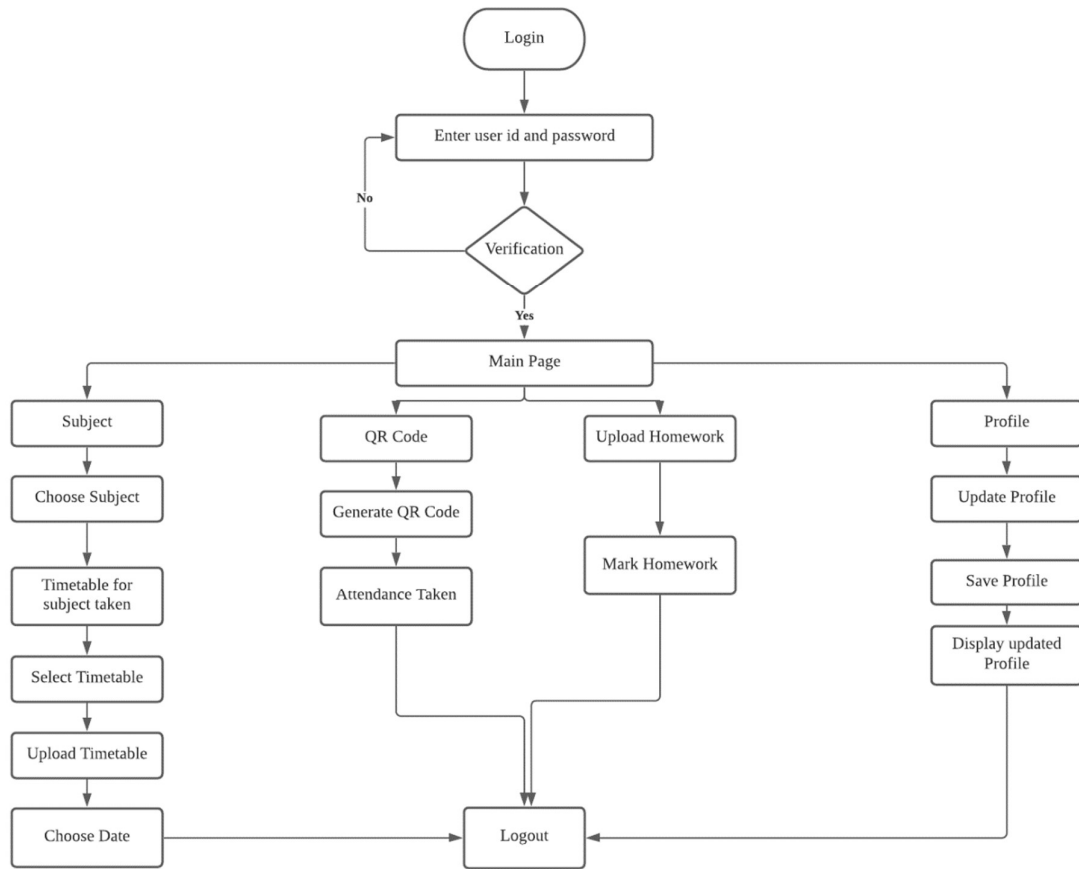 Login
Enter user id and password
No
Verification
Yes
Main Page
Subject
QR Code
Upload Homework
Profile
Choose Subject
Generate QR Code
Update Profile
Timetable for
subject taken
Attendance Taken
Mark Homework
Save Profile
Select Timetable
Display updated
Profile
Upload Timetable
Choose Date
Logout